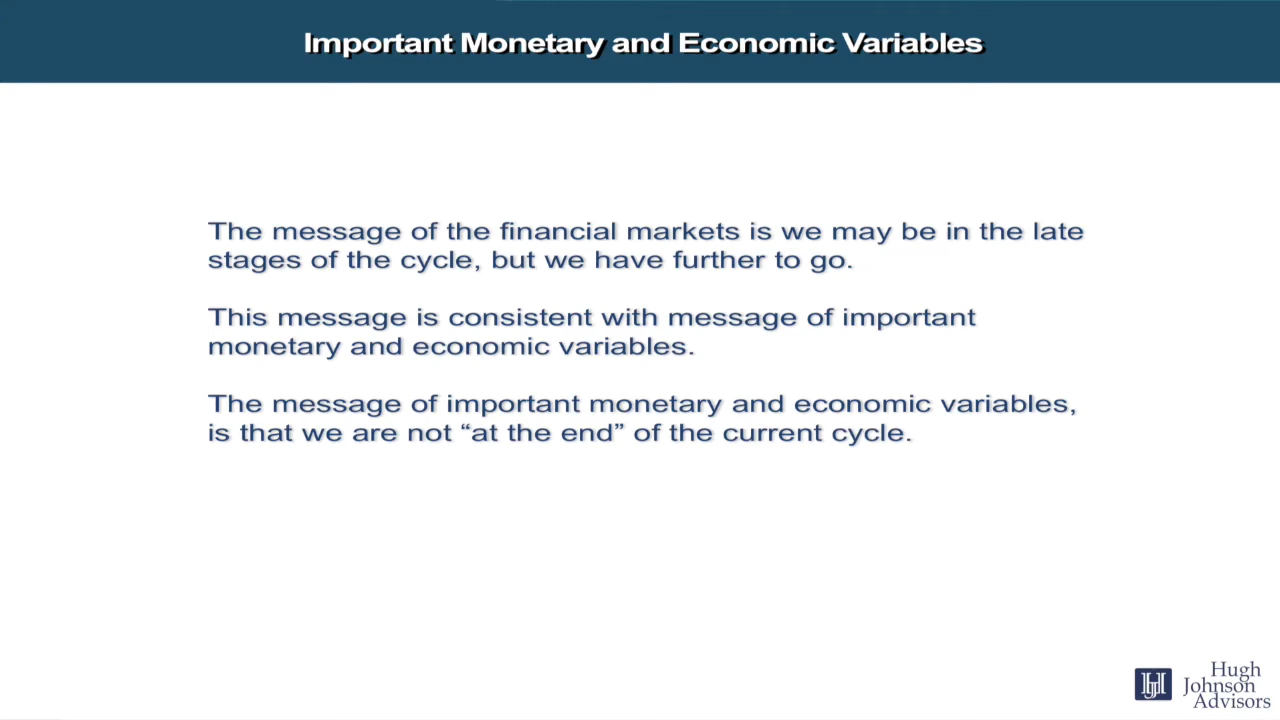 Important Monetary and Economic Variables
The message of the financial markets is we may be in the late
stages of the cycle, but we have further to go.
This message is consistent with message of important
monetary and economic variables.
The message of important monetary and economic variables,
is that we are not “at the end” of the current cycle.
HJ
Hugh
Johnson
Advisors